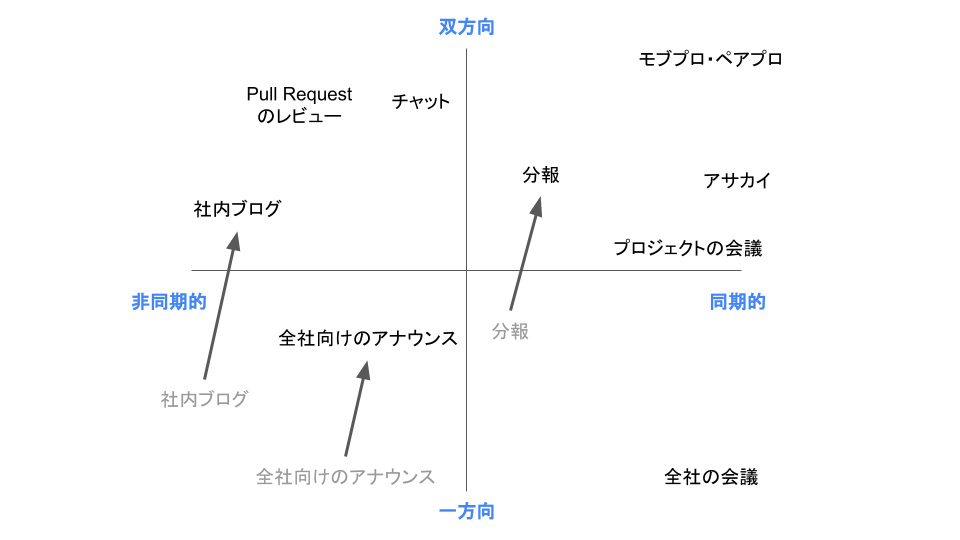 双方向
モブプロ・ペアプロ
Pull Request
のレビュー
チャット
分報
アサカイ
社内ブログ
プロジェクトの会議
非同期的
同期的
全社向けのアナウンス
分報
社内ブログ
全社向けのアナウンス
全社の会議
一方向